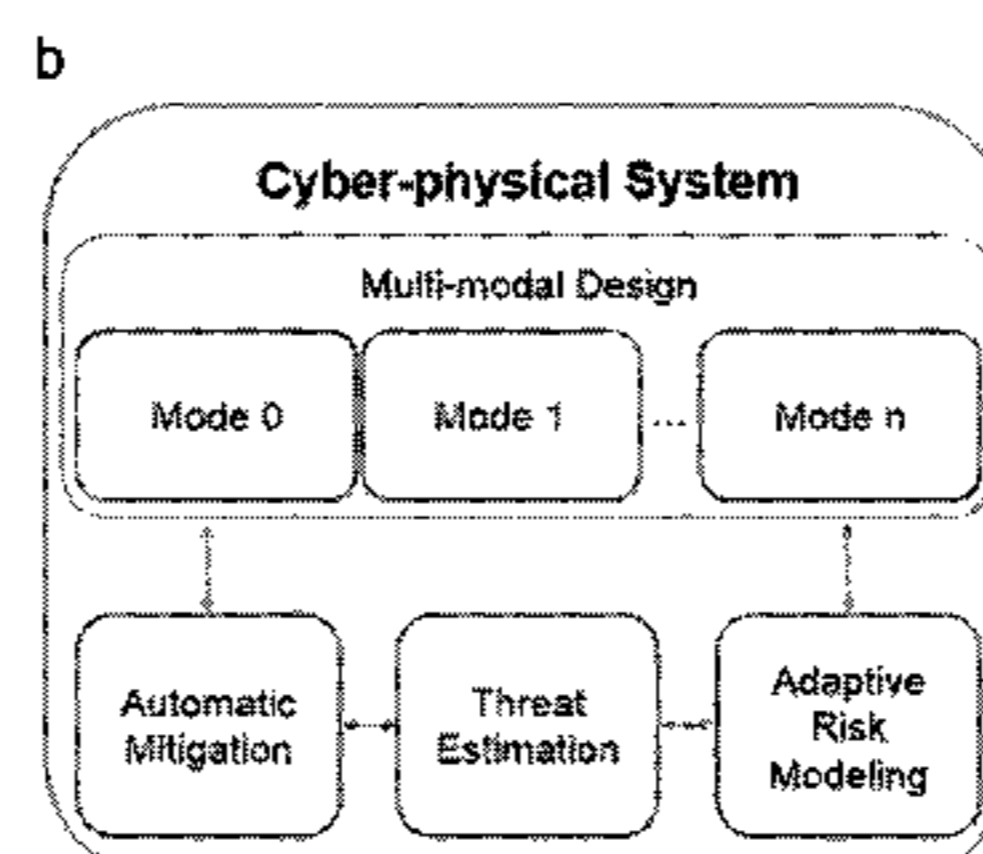 b
Cyber-physical System
Multi-modal Design
Mode 0
Mode 1
...
Mode n
Automatic
Mitigation
Threat
Estimation
Adaptive
Risk
Modeling